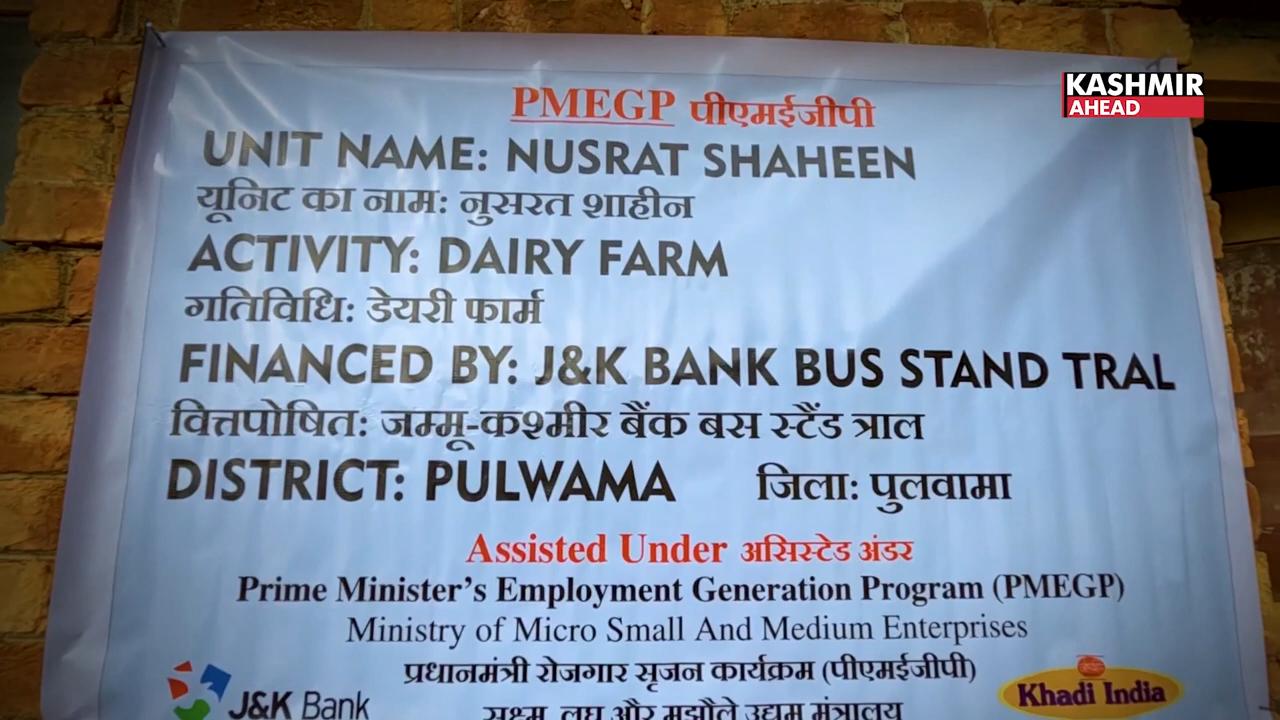 KASHMIR
AHEAD
PMEGP पीएमईजीपी
UNIT NAME: NUSRAT SHAHEEN
यूनिट का नाम: नुसरत शाहीन
ACTIVITY: DAIRY FARM
गतिविधि: डेयरी फार्म
FINANCED BY: J&K BANK BUS STAND TRAL
वित्तपोषित: जम्मू-कश्मीर बैंक बस स्टैंड त्राल
DISTRICT: PULWAMA जिला: पुलवामा
Assisted Under असिस्टेड अंडर
Prime Minister's Employment Generation Program (PMEGP)
Ministry of Micro Small And Medium Enterprises
प्रधानमंत्री रोजगार सृजन कार्यक्रम (पीएमईजीपी)
J&K Bank
सूक्ष्म लघु और मझौले उद्यम मंत्रालय
Khadi India